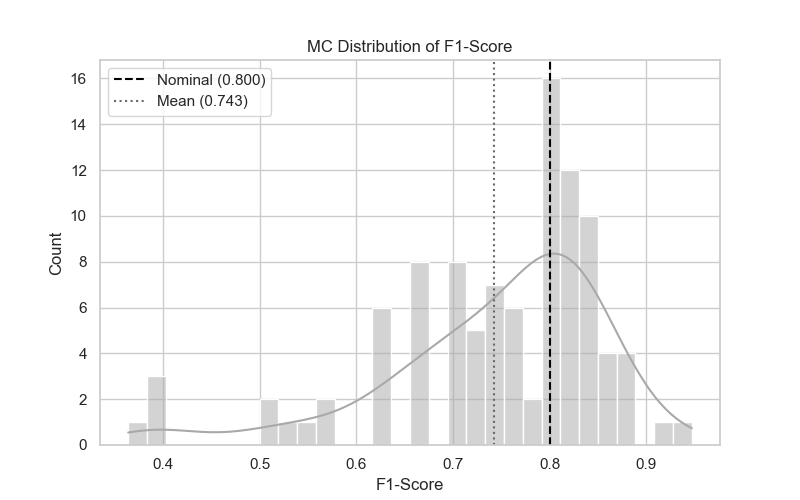 MC Distribution of F1-Score
Nominal (0.800)
Mean (0.743)
Count
16
14
12
10
8
6
4
2
0
0.4 0.5 0.6 0.7 0.8 0.9
F1-Score